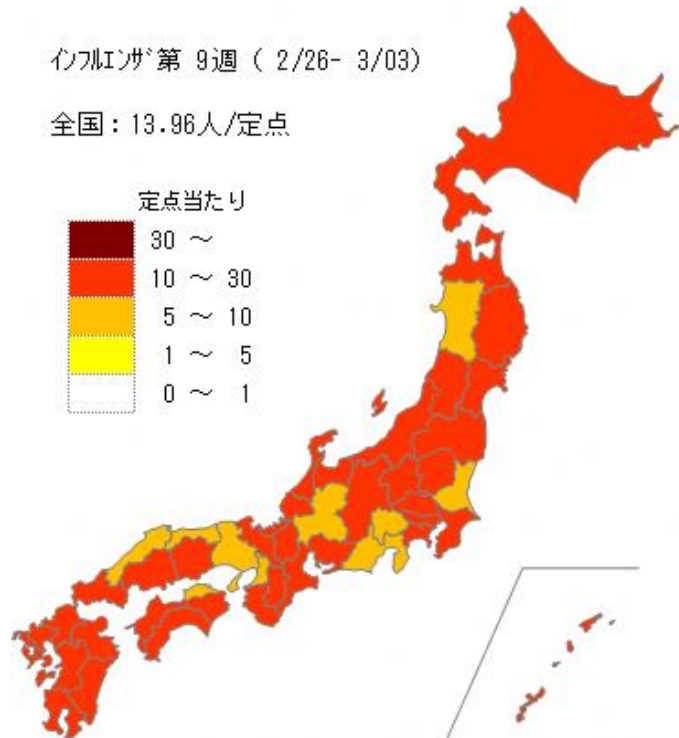 インフルエンザ第 9週 ( 2/26- 3/03)
全国：13.96人/定点
定点当たり
30 ～
10 ～ 30
5 ～ 10
1 ～ 5
0 ～ 1